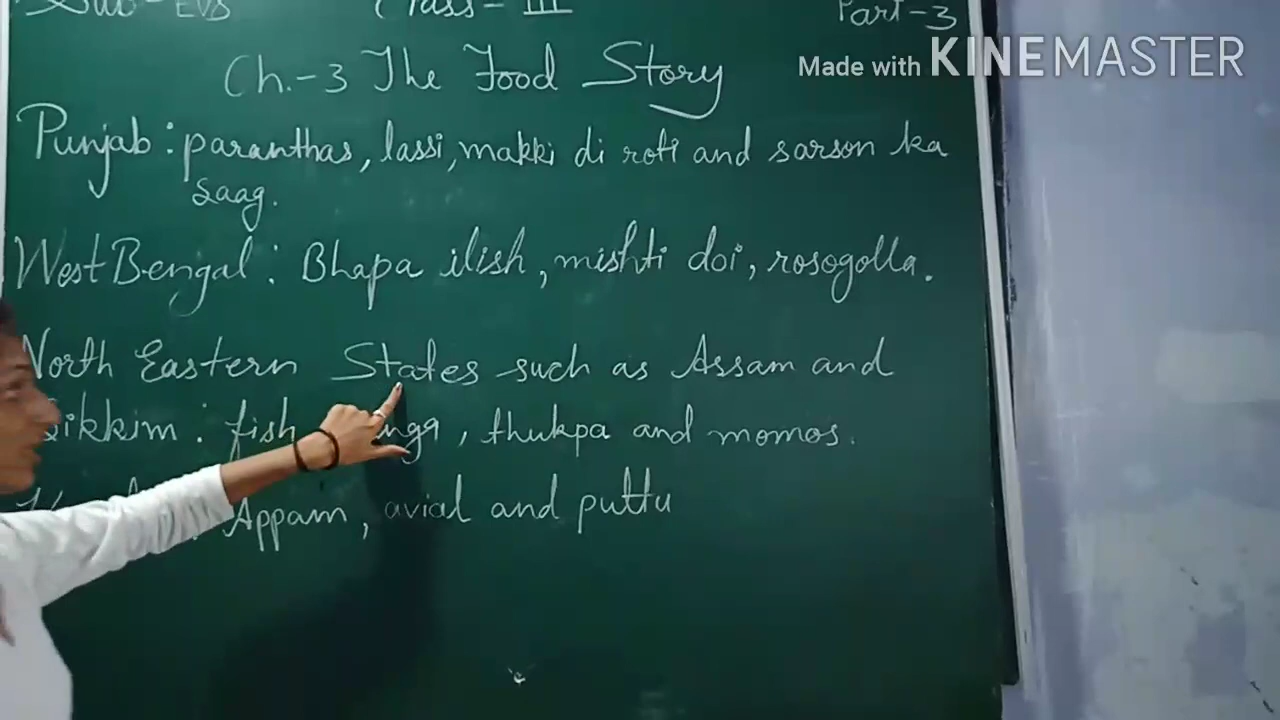 Sub - EVS Class - III Part-3
Made with KINEMASTER
Ch.-3 The Food Story
Punjab : paranthas, lassi, makki di roti and sarson ka
saag.
West Bengal : Bhapa ilish, mishti doi, rosogolla.
North Eastern States such as Assam and
Sikkim : fish , thukpa and momos.
Appam, avial and puttu